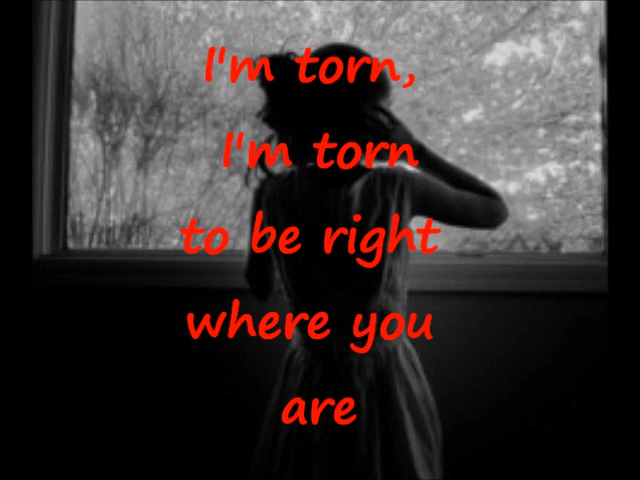 I'm torn,
I'm torn
to be right
where you
are